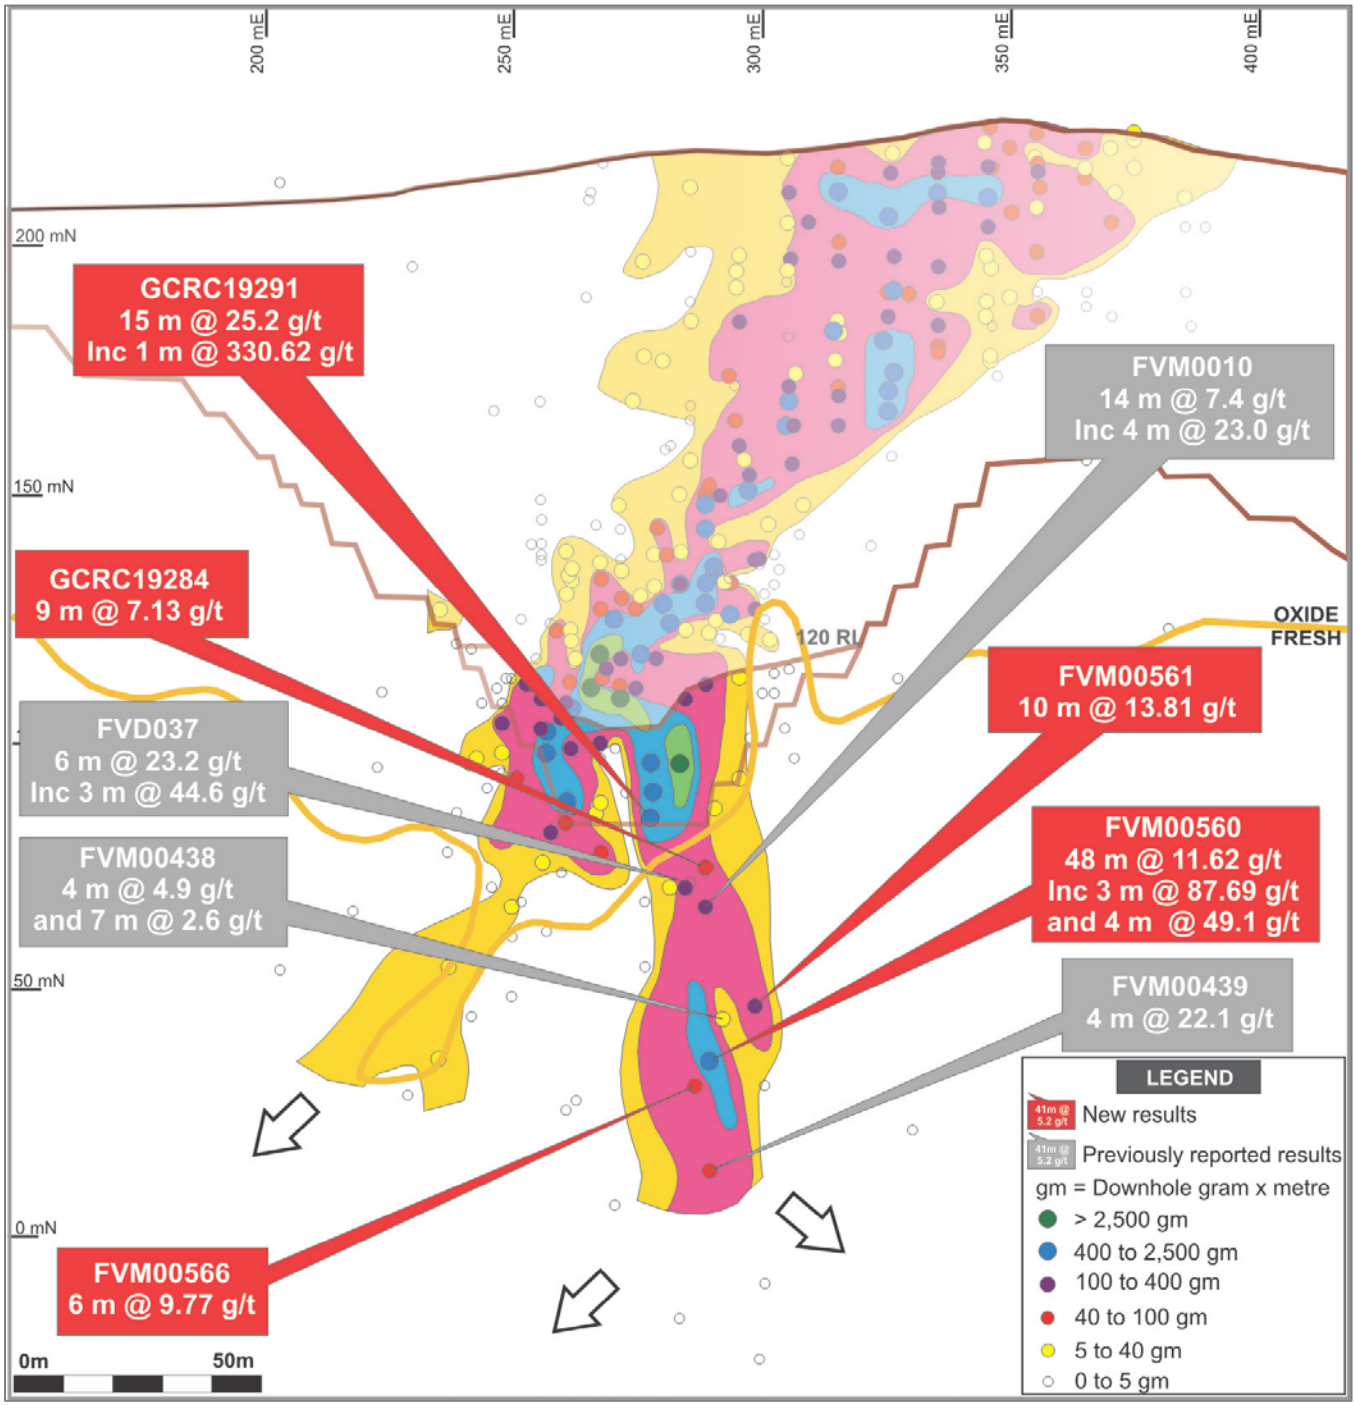 200 mE
250 mE
300 mE
350 mE
400 mE
200 mN
GCRC19291
15 m @ 25.2 g/t
Inc 1 m @ 330.62 g/t
FVM0010
14 m @ 7.4 g/t
Inc 4 m @ 23.0 g/t
150 mN
GCRC19284
9 m @ 7.13 g/t
OXIDE
FRESH
120 RL
FVM00561
10 m @ 13.81 g/t
FVD037
6 m @ 23.2 g/t
Inc 3 m @ 44.6 g/t
FVM00560
48 m @ 11.62 g/t
Inc 3 m @ 87.69 g/t
and 4 m @ 49.1 g/t
FVM00438
4 m @ 4.9 g/t
and 7 m @ 2.6 g/t
50 mN
FVM00439
4 m @ 22.1 g/t
0 mN
FVM00566
6 m @ 9.77 g/t
0m 50m
LEGEND
41m @
5.2 g/t
New results
41m @
5.2 g/t
Previously reported results
gm = Downhole gram x metre
> 2,500 gm
400 to 2,500 gm
100 to 400 gm
40 to 100 gm
5 to 40 gm
0 to 5 gm